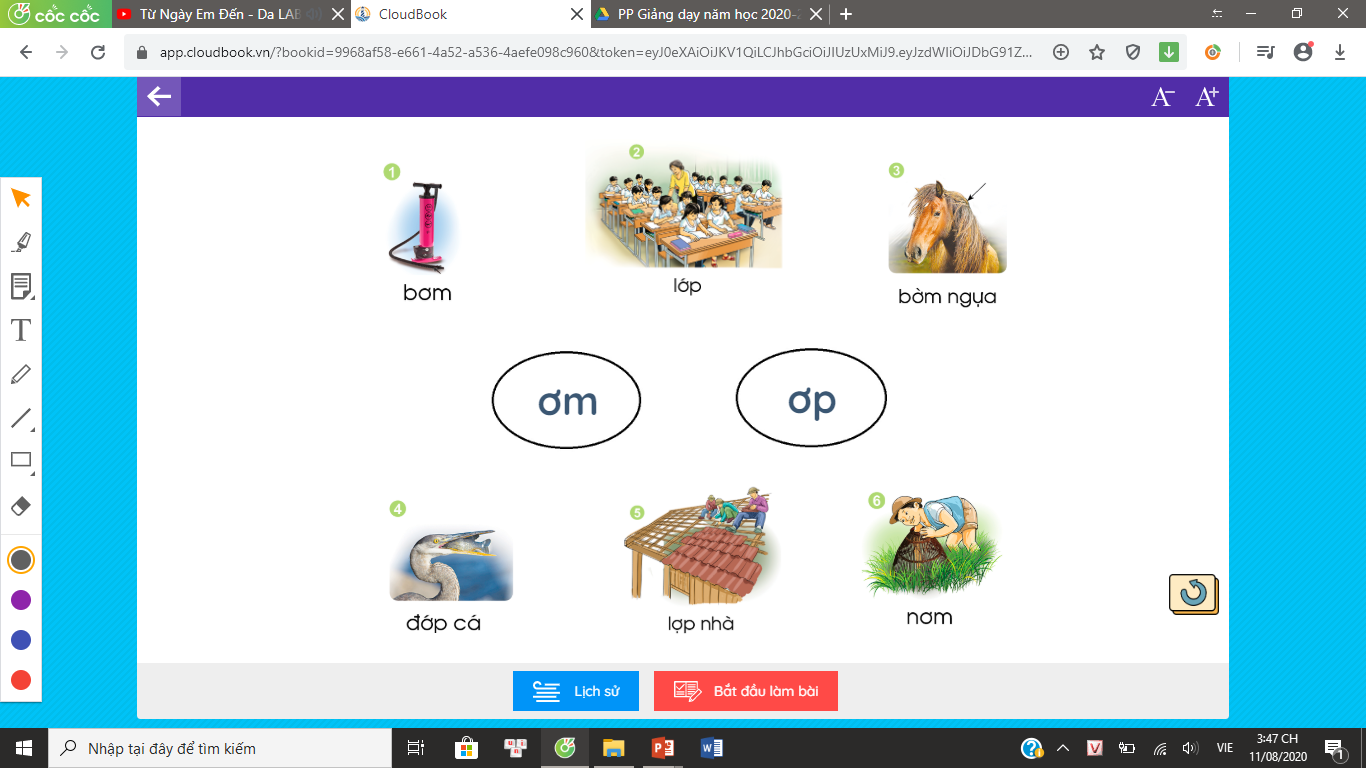 cốc cốc
Từ Ngày Em Đến - Da LAB
CloudBook
PP Giảng dạy năm học 2020-
app.cloudbook.vn/?bookid=9968af58-e661-4a52-a536-4aefe098c960&token=eyJ0eXAiOiJKV1QiLCJhbGciOiJIUzUxMiJ9.eyJzdWIiOiJDbG91Z...
A- A+
1
bơm
2
lớp
3
bờm ngựa
ơm
ơp
4
đớp cá
5
lợp nhà
6
nơm
T
Lịch sử
Bắt đầu làm bài
Nhập tại đây để tìm kiếm
VIE
3:47 CH
11/08/2020
1